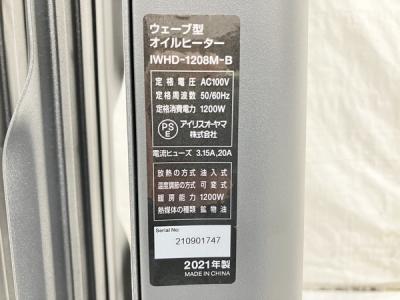 ウェーブ型
オイルヒーター
IWHD-1208M-B
定格電圧 AC100V
定格周波数 50/60Hz
定格消費電力 1200W
PS
E
アイリスオーヤマ
株式会社
電流ヒューズ 3.15A,20A
放熱の方式 油入式
温度調節の方式 可変式
暖房能力 1200W
熱媒体の種類 鉱物油
Serial No:
210901747
2021年製
MADE IN CHINA